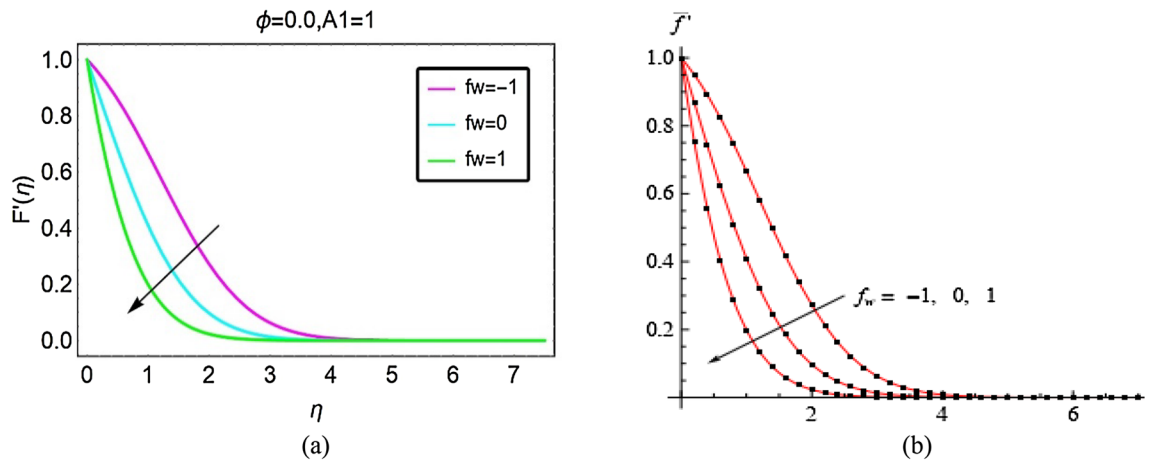 ϕ=0.0,A1=1
F'(η)
1.0
0.8
0.6
0.4
0.2
0.0
0 1 2 3 4 5 6 7
η
fw=−1
fw=0
fw=1
(a)
f̅'
1.0
0.8
0.6
0.4
0.2
2 4 6
f_w = −1, 0, 1
(b)